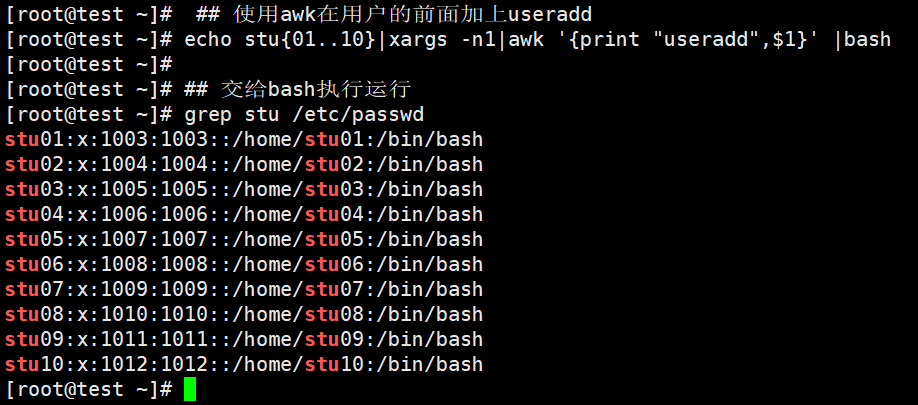 [root@test ~]#  ## 使用awk在用户的前面加上useradd
[root@test ~]# echo stu{01..10}|xargs -n1|awk '{print "useradd",$1}' |bash
[root@test ~]#
[root@test ~]# ## 交给bash执行运行
[root@test ~]# grep stu /etc/passwd
stu01:x:1003:1003::/home/stu01:/bin/bash
stu02:x:1004:1004::/home/stu02:/bin/bash
stu03:x:1005:1005::/home/stu03:/bin/bash
stu04:x:1006:1006::/home/stu04:/bin/bash
stu05:x:1007:1007::/home/stu05:/bin/bash
stu06:x:1008:1008::/home/stu06:/bin/bash
stu07:x:1009:1009::/home/stu07:/bin/bash
stu08:x:1010:1010::/home/stu08:/bin/bash
stu09:x:1011:1011::/home/stu09:/bin/bash
stu10:x:1012:1012::/home/stu10:/bin/bash
[root@test ~]#